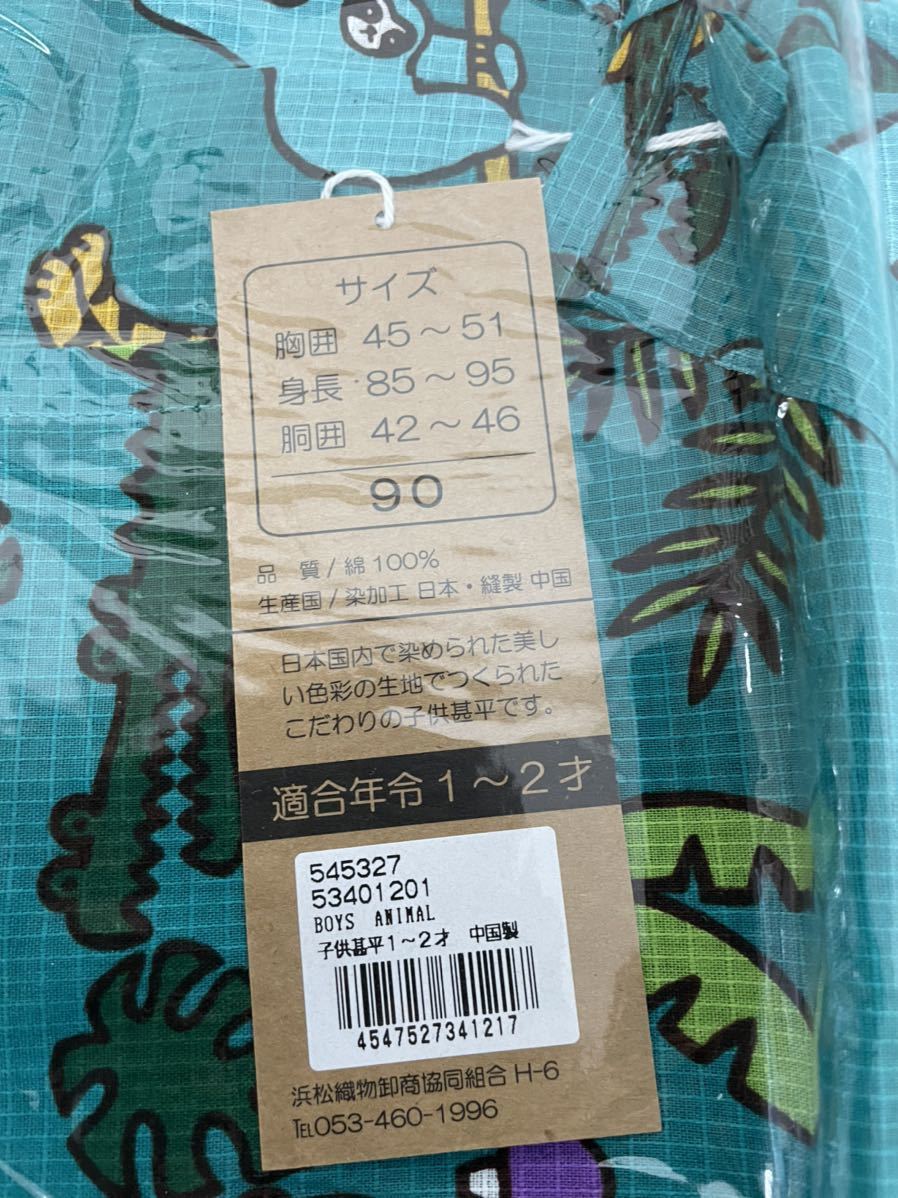 サイズ
胸囲 45～51
身長 85～95
胴囲 42～46
90
品 質/綿100%
生産国/染加工 日本・縫製 中国
日本国内で染められた美し
い色彩の生地でつくられた
こだわりの子供甚平です。
適合年令1～2才
545327
53401201
BOYS ANIMAL
子供甚平1～2才 中国製
4547527341217
浜松織物卸商協同組合 H-6
TEL053-460-1996